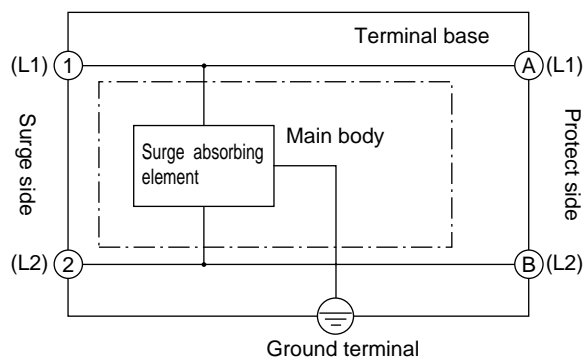 Terminal base
(L1) 1 A (L1)
Surge side
Protect side
Main body
Surge absorbing
element
(L2) 2 B (L2)
Ground terminal